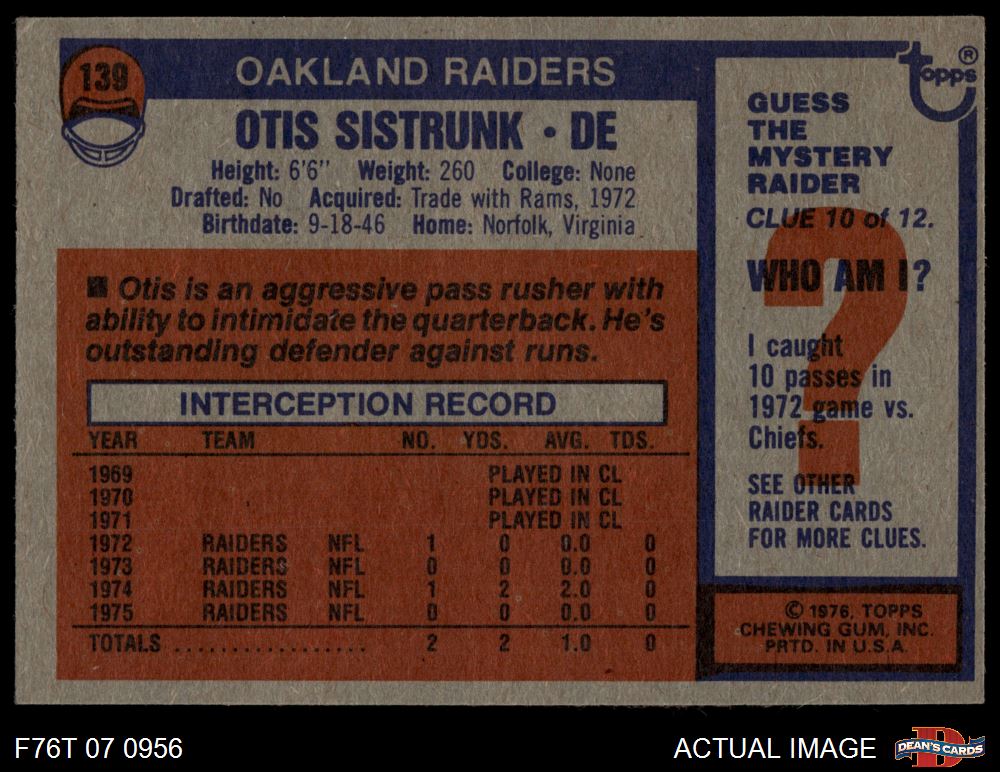 139
OAKLAND RAIDERS
OTIS SISTRUNK • DE
Height: 6'6" Weight: 260 College: None
Drafted: No Acquired: Trade with Rams, 1972
Birthdate: 9-18-46 Home: Norfolk, Virginia
■ Otis is an aggressive pass rusher with
ability to intimidate the quarterback. He's
outstanding defender against runs.
INTERCEPTION RECORD
YEAR TEAM NO. YDS. AVG. TDS.
1969 PLAYED IN CL
1970 PLAYED IN CL
1971 PLAYED IN CL
1972 RAIDERS NFL 1 0 0.0 0
1973 RAIDERS NFL 0 0 0.0 0
1974 RAIDERS NFL 1 2 2.0 0
1975 RAIDERS NFL 0 0 0.0 0
TOTALS .................. 2 2 1.0 0
topps ®
GUESS
THE
MYSTERY
RAIDER
CLUE 10 of 12.
WHO AM I?
?
I caught
10 passes in
1972 game vs.
Chiefs.
SEE OTHER
RAIDER CARDS
FOR MORE CLUES.
© 1976, TOPPS
CHEWING GUM, INC.
PRTD. IN U.S.A.
F76T 07 0956
ACTUAL IMAGE
D
DEAN'S CARDS